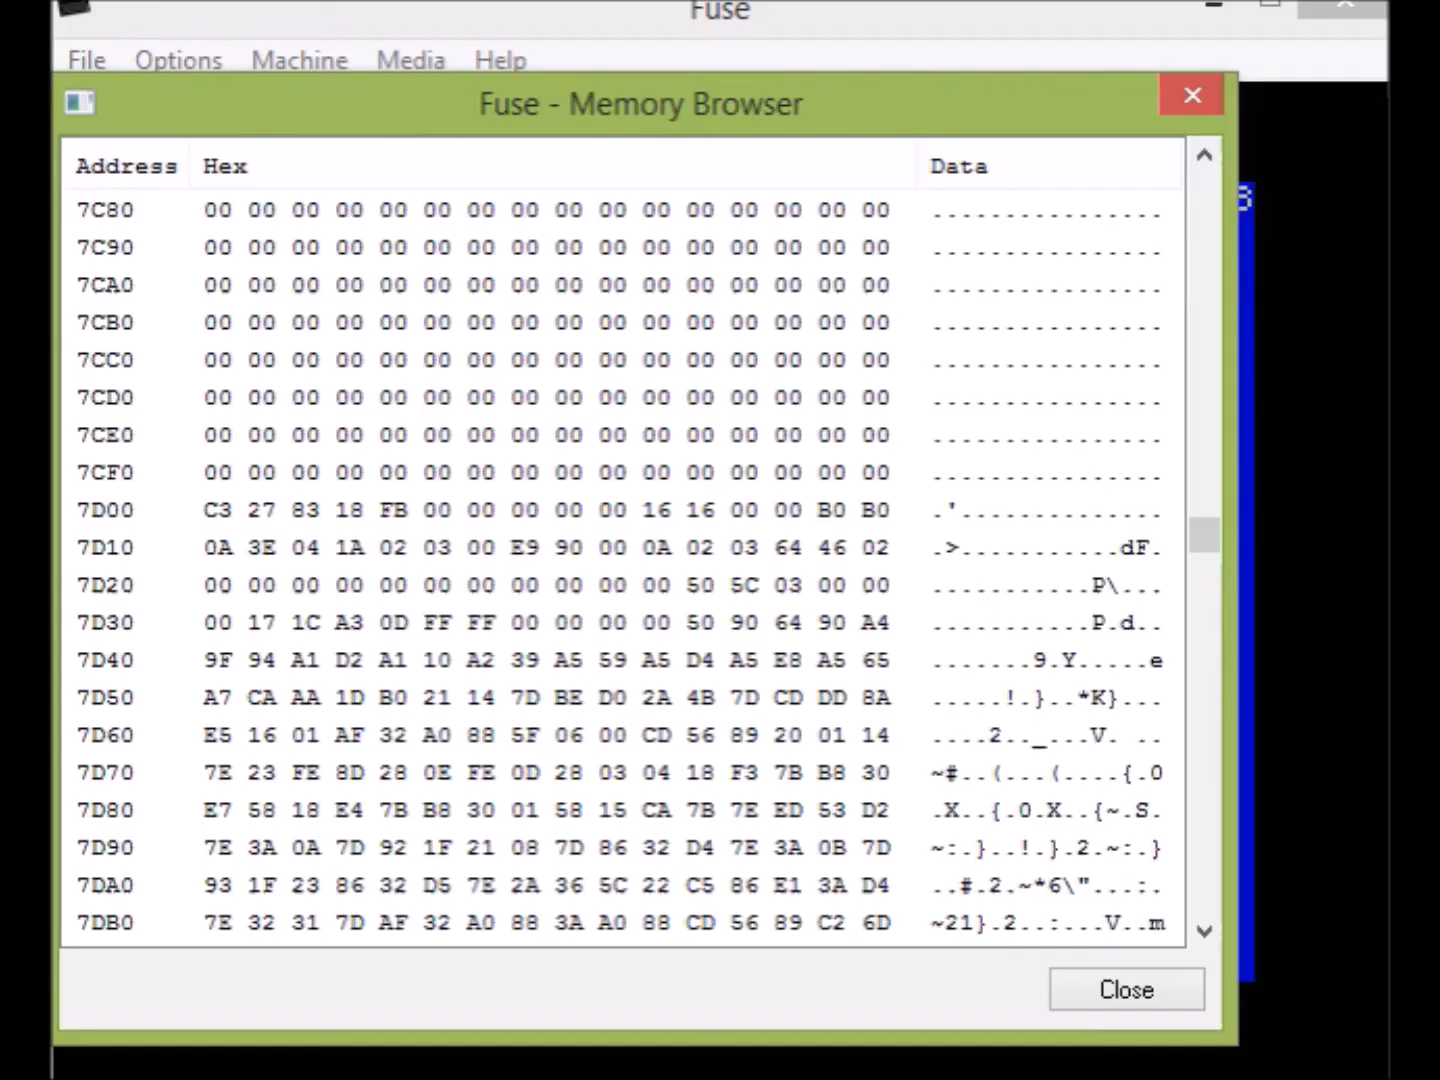 Fuse
File Options Machine Media Help
Fuse - Memory Browser
Address Hex Data
7C80 00 00 00 00 00 00 00 00 00 00 00 00 00 00 00 00 ................
7C90 00 00 00 00 00 00 00 00 00 00 00 00 00 00 00 00 ................
7CA0 00 00 00 00 00 00 00 00 00 00 00 00 00 00 00 00 ................
7CB0 00 00 00 00 00 00 00 00 00 00 00 00 00 00 00 00 ................
7CC0 00 00 00 00 00 00 00 00 00 00 00 00 00 00 00 00 ................
7CD0 00 00 00 00 00 00 00 00 00 00 00 00 00 00 00 00 ................
7CE0 00 00 00 00 00 00 00 00 00 00 00 00 00 00 00 00 ................
7CF0 00 00 00 00 00 00 00 00 00 00 00 00 00 00 00 00 ................
7D00 C3 27 83 18 FB 00 00 00 00 00 16 16 00 00 B0 B0 .'..............
7D10 0A 3E 04 1A 02 03 00 E9 90 00 0A 02 03 64 46 02 .>...........dF.
7D20 00 00 00 00 00 00 00 00 00 00 00 50 5C 03 00 00 ...........P\...
7D30 00 17 1C A3 0D FF FF 00 00 00 00 50 90 64 90 A4 ...........P.d..
7D40 9F 94 A1 D2 A1 10 A2 39 A5 59 A5 D4 A5 E8 A5 65 .......9.Y.....e
7D50 A7 CA AA 1D B0 21 14 7D BE D0 2A 4B 7D CD DD 8A .....!.}..*K}...
7D60 E5 16 01 AF 32 A0 88 5F 06 00 CD 56 89 20 01 14 ....2.._...V. ..
7D70 7E 23 FE 8D 28 0E FE 0D 28 03 04 18 F3 7B B8 30 ~#..(...(....{.0
7D80 E7 58 18 E4 7B B8 30 01 58 15 CA 7B 7E ED 53 D2 .X..{.0.X..{~.S.
7D90 7E 3A 0A 7D 92 1F 21 08 7D 86 32 D4 7E 3A 0B 7D ~:.}..!.}.2.~:.}
7DA0 93 1F 23 86 32 D5 7E 2A 36 5C 22 C5 86 E1 3A D4 ..#.2.~*6\"...:.
7DB0 7E 32 31 7D AF 32 A0 88 3A A0 88 CD 56 89 C2 6D ~21}.2..:...V..m
Close